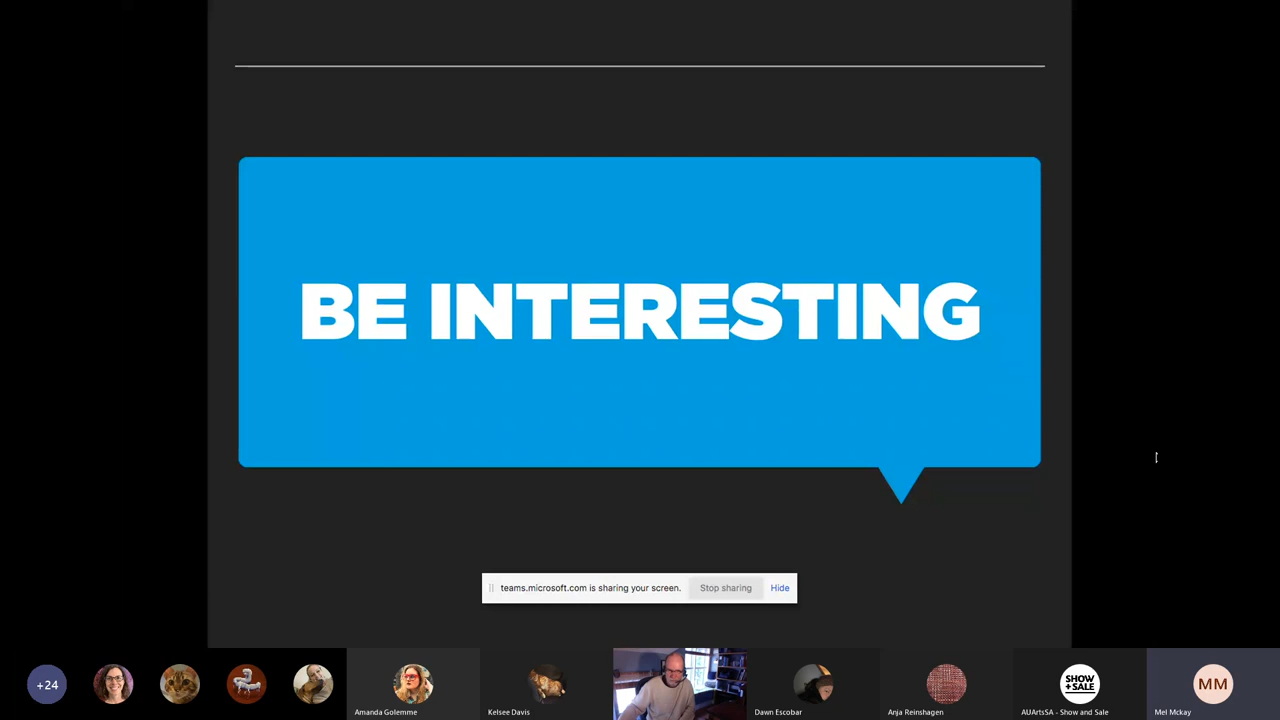 BE INTERESTING
teams.microsoft.com is sharing your screen. Stop sharing Hide
+24
SHOW
+SALE
MM
Amanda Golemme Kelsee Davis Dawn Escobar Anja Reinshagen AUArtsSA - Show and Sale Mel Mckay